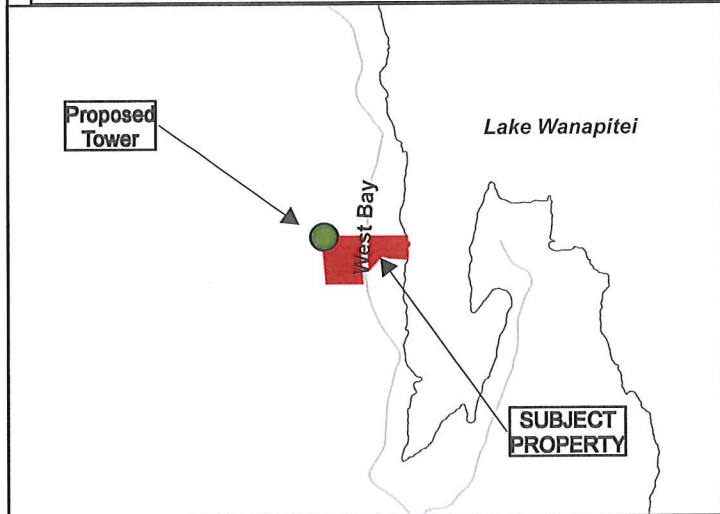 Proposed
Tower
Lake Wanapitei
West Bay
SUBJECT
PROPERTY